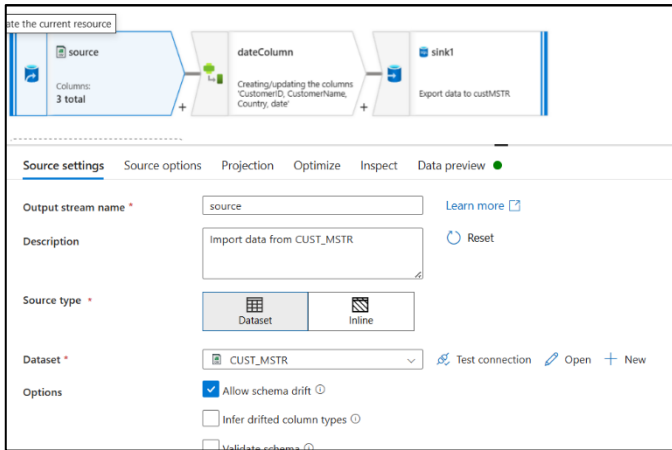 ate the current resource
source
Columns:
3 total
+
dateColumn
Creating/updating the columns
'CustomerID, CustomerName,
Country, date'
+
sink1
Export data to custMSTR
Source settings
Source options
Projection
Optimize
Inspect
Data preview
Output stream name *
source
Learn more
Description
Import data from CUST_MSTR
Reset
Source type *
Dataset
Inline
Dataset *
CUST_MSTR
Test connection
Open
+ New
Options
Allow schema drift
Infer drifted column types
Validate schema